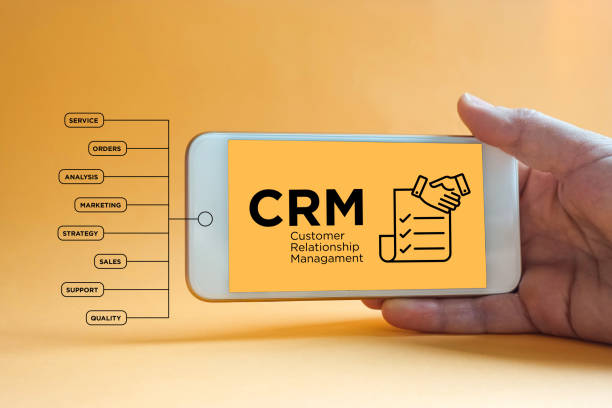 SERVICE
ORDERS
ANALYSIS
MARKETING
STRATEGY
SALES
SUPPORT
QUALITY
CRM
Customer
Relationship
Managament